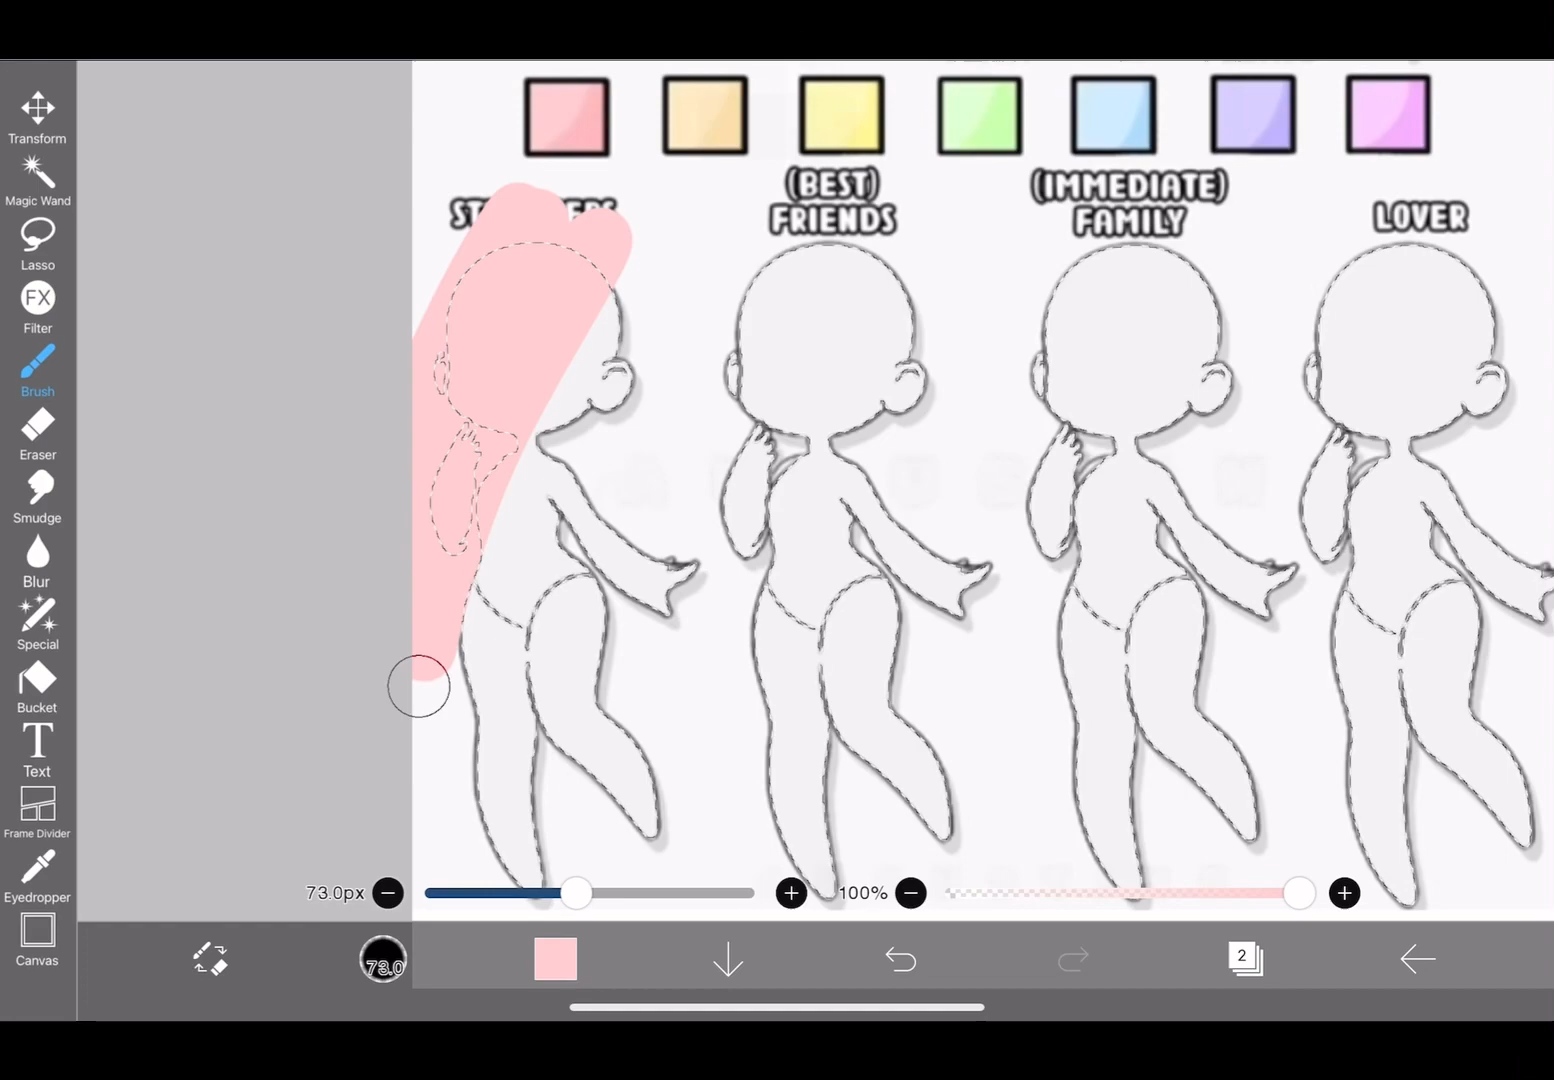 Transform
Magic Wand
Lasso
FX
Filter
Brush
Eraser
Smudge
Blur
Special
Bucket
T
Text
Frame Divider
Eyedropper
Canvas
(BEST)
FRIENDS
(IMMEDIATE)
FAMILY
LOVER
73.0px
100%
73.0
2